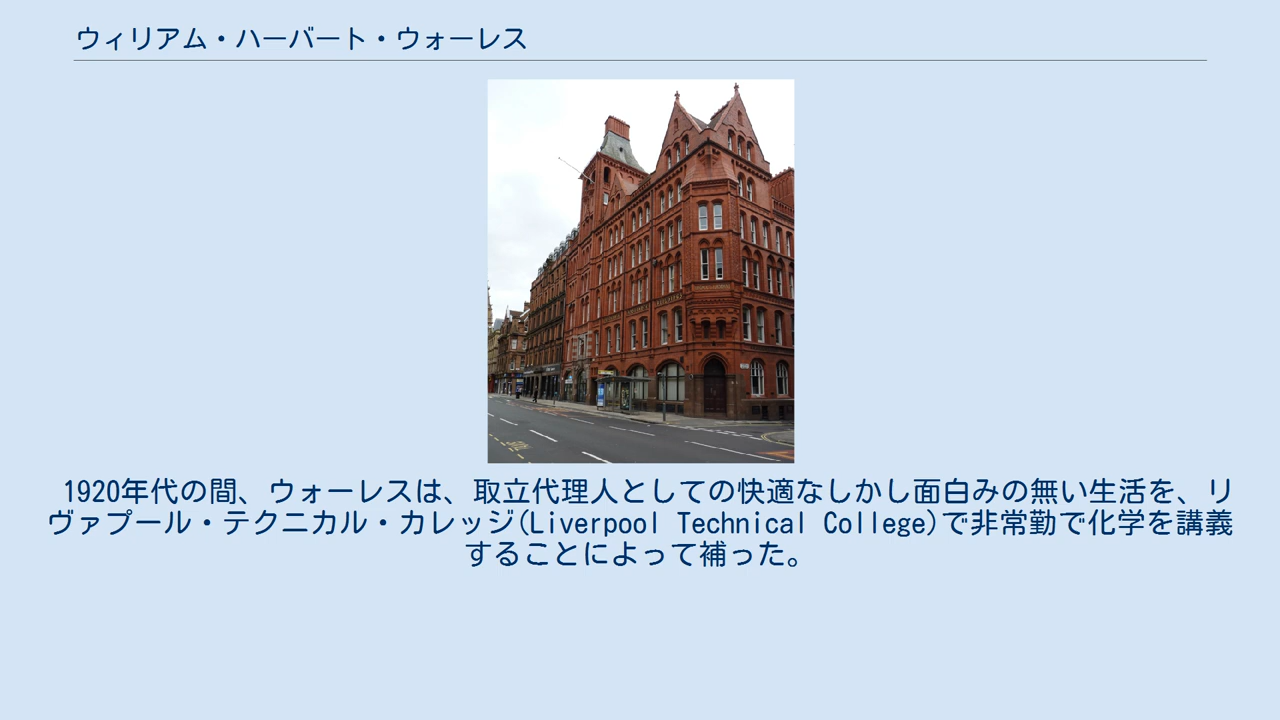 ウィリアム・ハーバート・ウォーレス
1920年代の間、ウォーレスは、取立代理人としての快適なしかし面白みの無い生活を、リ
ヴァプール・テクニカル・カレッジ(Liverpool Technical College)で非常勤で化学を講義
することによって補った。